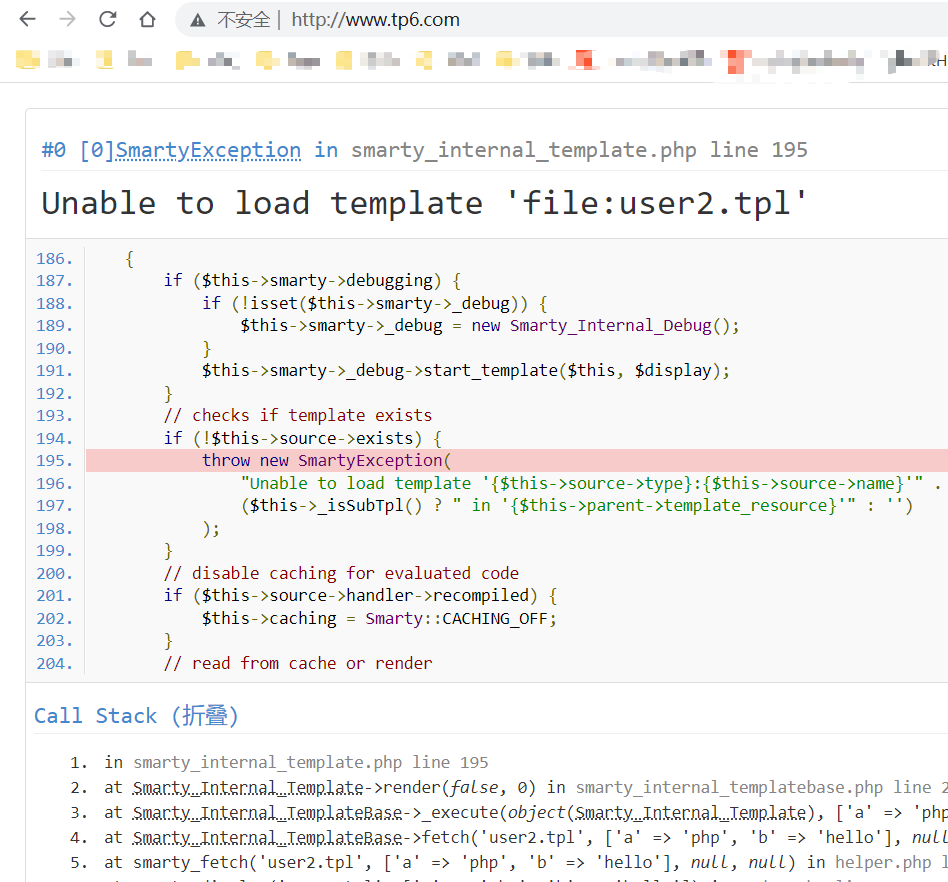 不安全 | http://www.tp6.com
#0 [0]SmartyException in smarty_internal_template.php line 195
Unable to load template 'file:user2.tpl'
186.     {
187.         if ($this->smarty->debugging) {
188.             if (!isset($this->smarty->_debug)) {
189.                 $this->smarty->_debug = new Smarty_Internal_Debug();
190.             }
191.             $this->smarty->_debug->start_template($this, $display);
192.         }
193.         // checks if template exists
194.         if (!$this->source->exists) {
195.             throw new SmartyException(
196.                 "Unable to load template '{$this->source->type}:{$this->source->name}'" .
197.                 ($this->_isSubTpl() ? " in '{$this->parent->template_resource}'" : '')
198.             );
199.         }
200.         // disable caching for evaluated code
201.         if ($this->source->handler->recompiled) {
202.             $this->caching = Smarty::CACHING_OFF;
203.         }
204.         // read from cache or render
Call Stack (折叠)
1. in smarty_internal_template.php line 195
2. at Smarty_Internal_Template->render(false, 0) in smarty_internal_templatebase.php line 2
3. at Smarty_Internal_TemplateBase->_execute(object(Smarty_Internal_Template), ['a' => 'php
4. at Smarty_Internal_TemplateBase->fetch('user2.tpl', ['a' => 'php', 'b' => 'hello'], null
5. at smarty_fetch('user2.tpl', ['a' => 'php', 'b' => 'hello'], null, null) in helper.php l